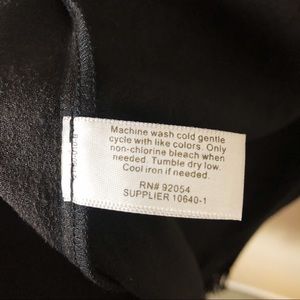 Machine wash cold gentle
cycle with like colors. Only
non-chlorine bleach when
needed. Tumble dry low.
Cool iron if needed.
RN# 92054
SUPPLIER 10640-1